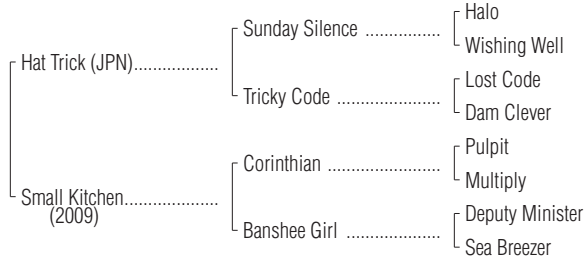 Halo
Sunday Silence ..................
Wishing Well
Hat Trick (JPN)....................
Lost Code
Tricky Code .........................
Dam Clever
Pulpit
Corinthian ...........................
Multiply
Small Kitchen......................
(2009)
Deputy Minister
Banshee Girl ......................
Sea Breezer